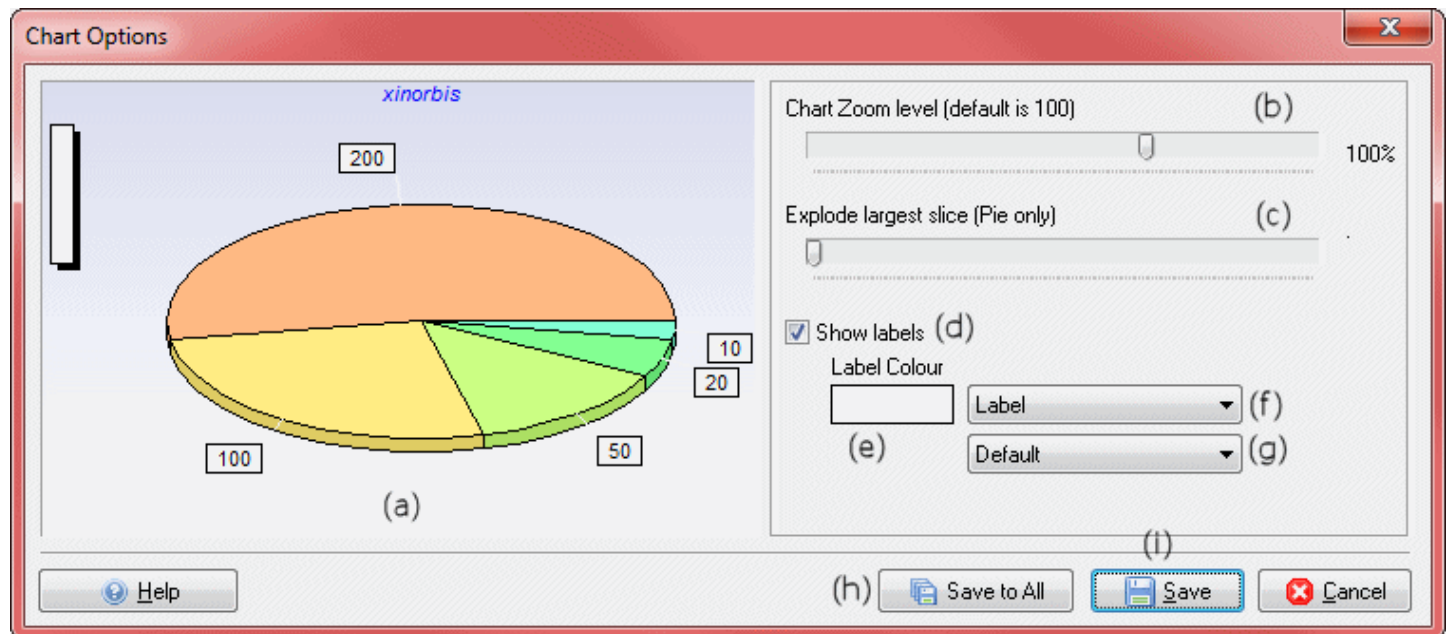 Chart Options
xinorbis
200
10
20
50
100
(a)
Chart Zoom level (default is 100) (b)
100%
Explode largest slice (Pie only) (c)
Show labels (d)
Label Colour
Label (f)
(e)
Default (g)
(i)
Help
(h) Save to All
Save
Cancel